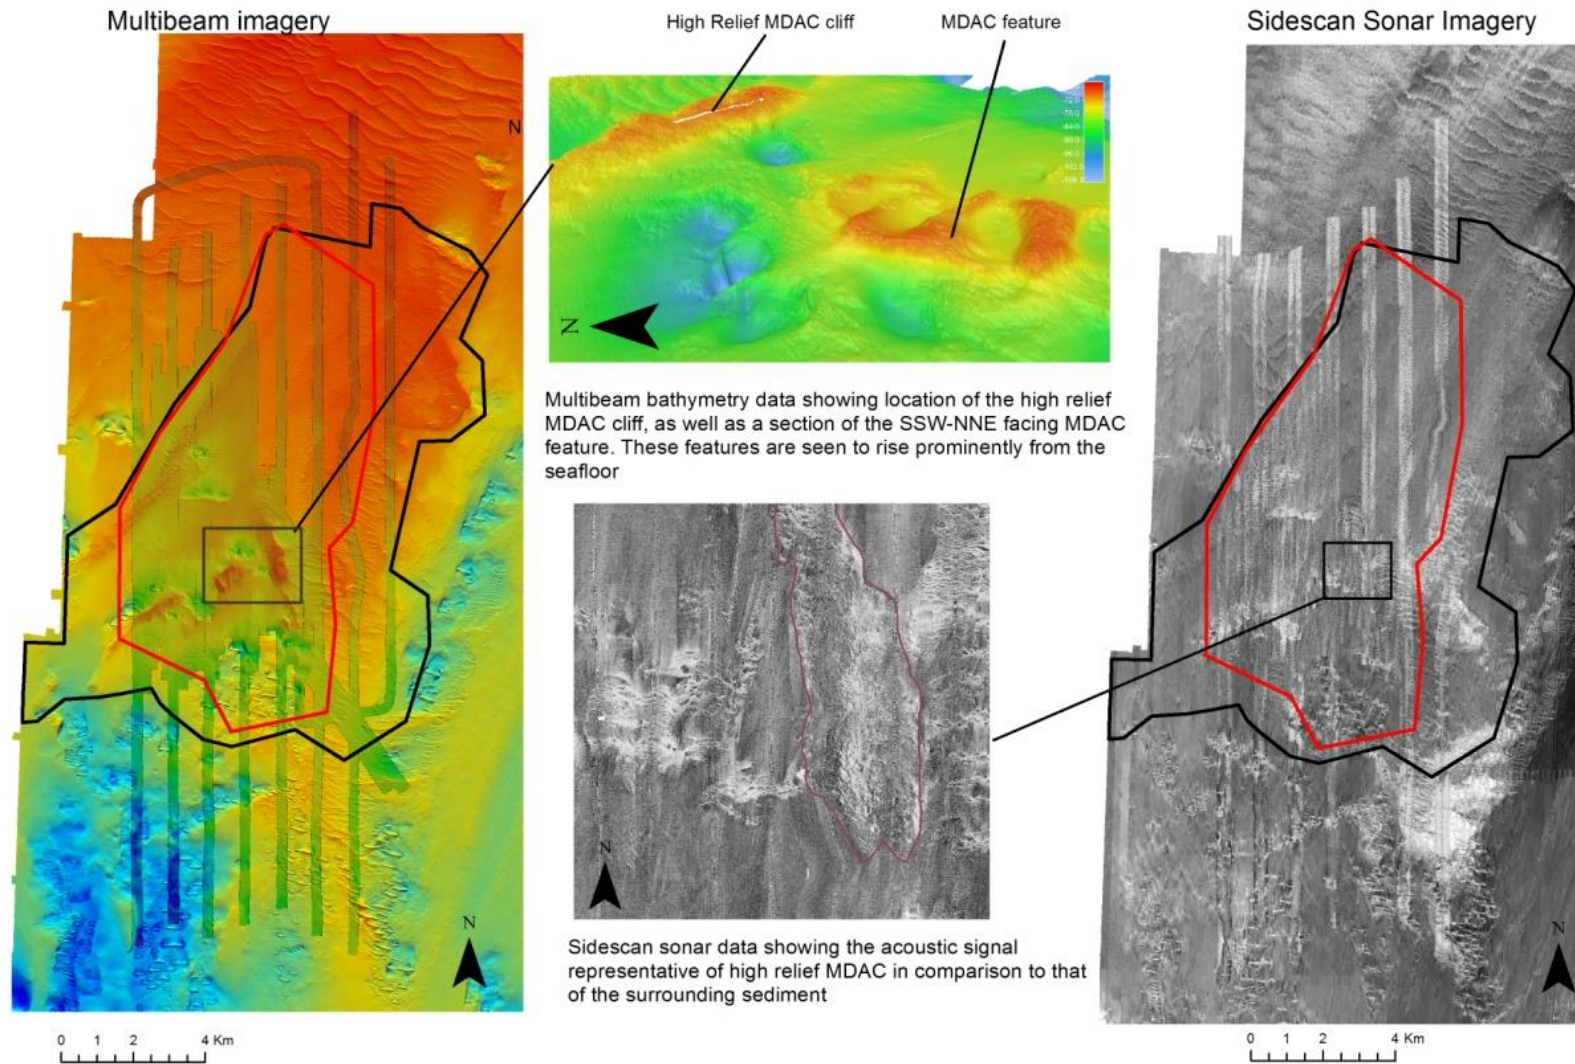 Multibeam imagery
High Relief MDAC cliff
MDAC feature
Sidescan Sonar Imagery
N
N
Multibeam bathymetry data showing location of the high relief
MDAC cliff, as well as a section of the SSW-NNE facing MDAC
feature. These features are seen to rise prominently from the
seafloor
N
N
N
Sidescan sonar data showing the acoustic signal
representative of high relief MDAC in comparison to that
of the surrounding sediment
0 1 2 4 Km
0 1 2 4 Km